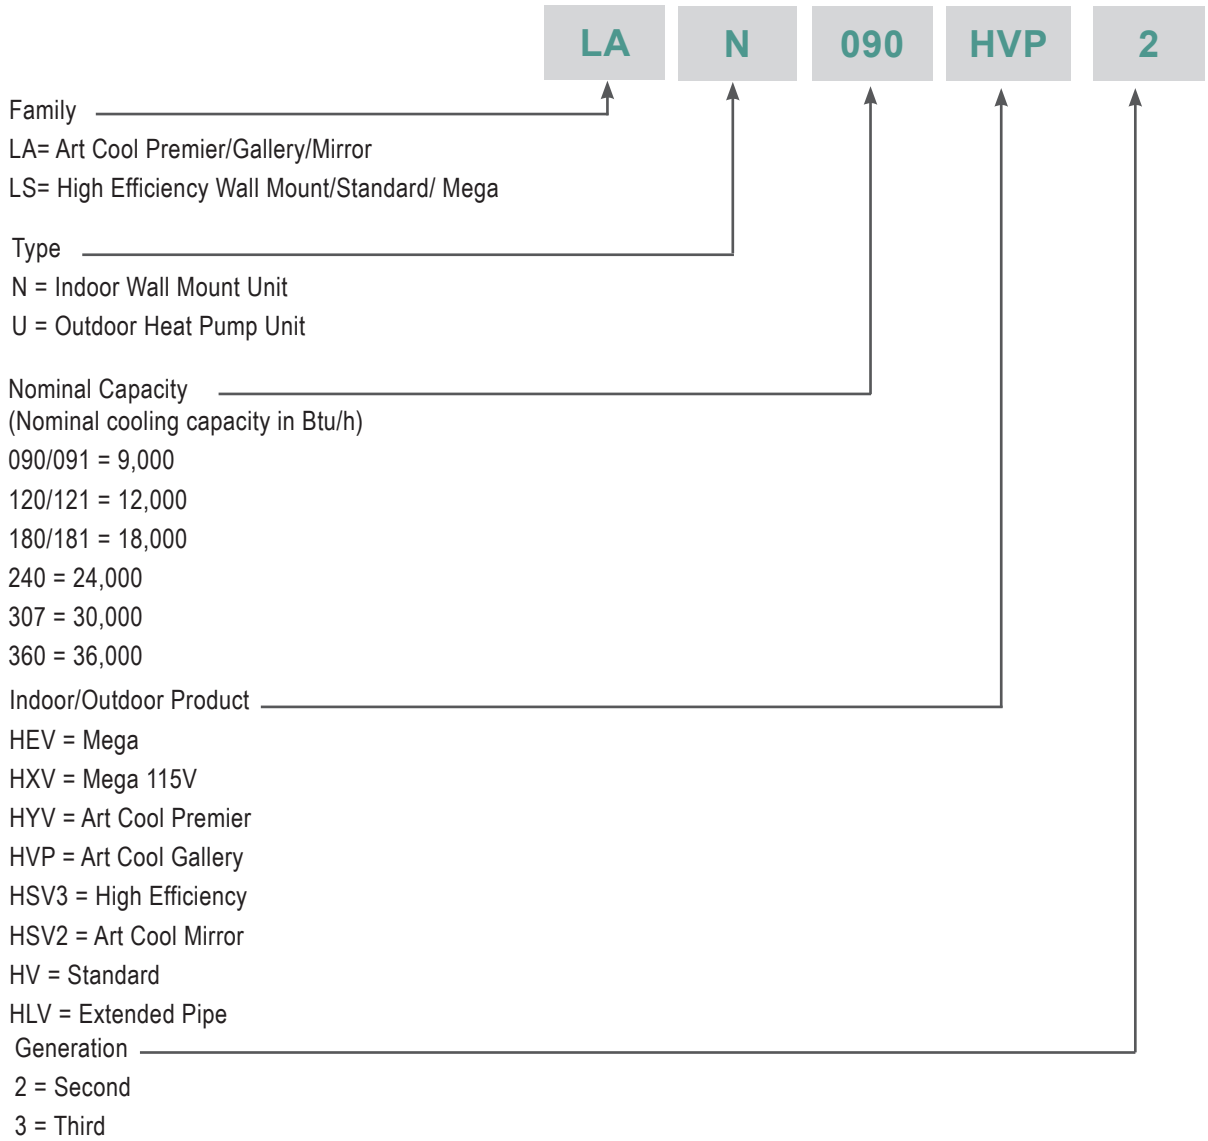 LA N 090 HVP 2
Family
LA= Art Cool Premier/Gallery/Mirror
LS= High Efficiency Wall Mount/Standard/ Mega
Type
N = Indoor Wall Mount Unit
U = Outdoor Heat Pump Unit
Nominal Capacity
(Nominal cooling capacity in Btu/h)
090/091 = 9,000
120/121 = 12,000
180/181 = 18,000
240 = 24,000
307 = 30,000
360 = 36,000
Indoor/Outdoor Product
HEV = Mega
HXV = Mega 115V
HYV = Art Cool Premier
HVP = Art Cool Gallery
HSV3 = High Efficiency
HSV2 = Art Cool Mirror
HV = Standard
HLV = Extended Pipe
Generation
2 = Second
3 = Third